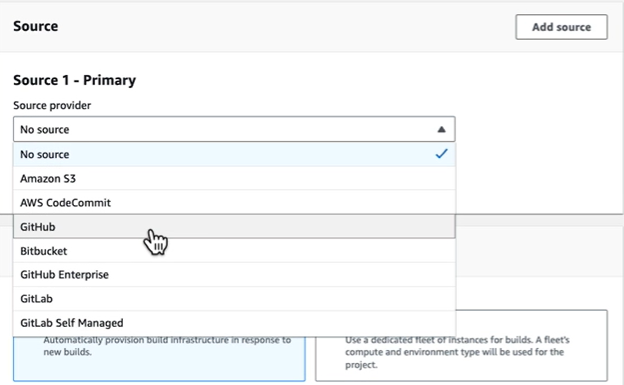 Source
Add source
Source 1 - Primary
Source provider
No source
No source
Amazon S3
AWS CodeCommit
GitHub
Bitbucket
GitHub Enterprise
GitLab
GitLab Self Managed
Automatically provision build infrastructure in response to
new builds.
Use a dedicated fleet of instances for builds. A fleet's
compute and environment type will be used for the
project.